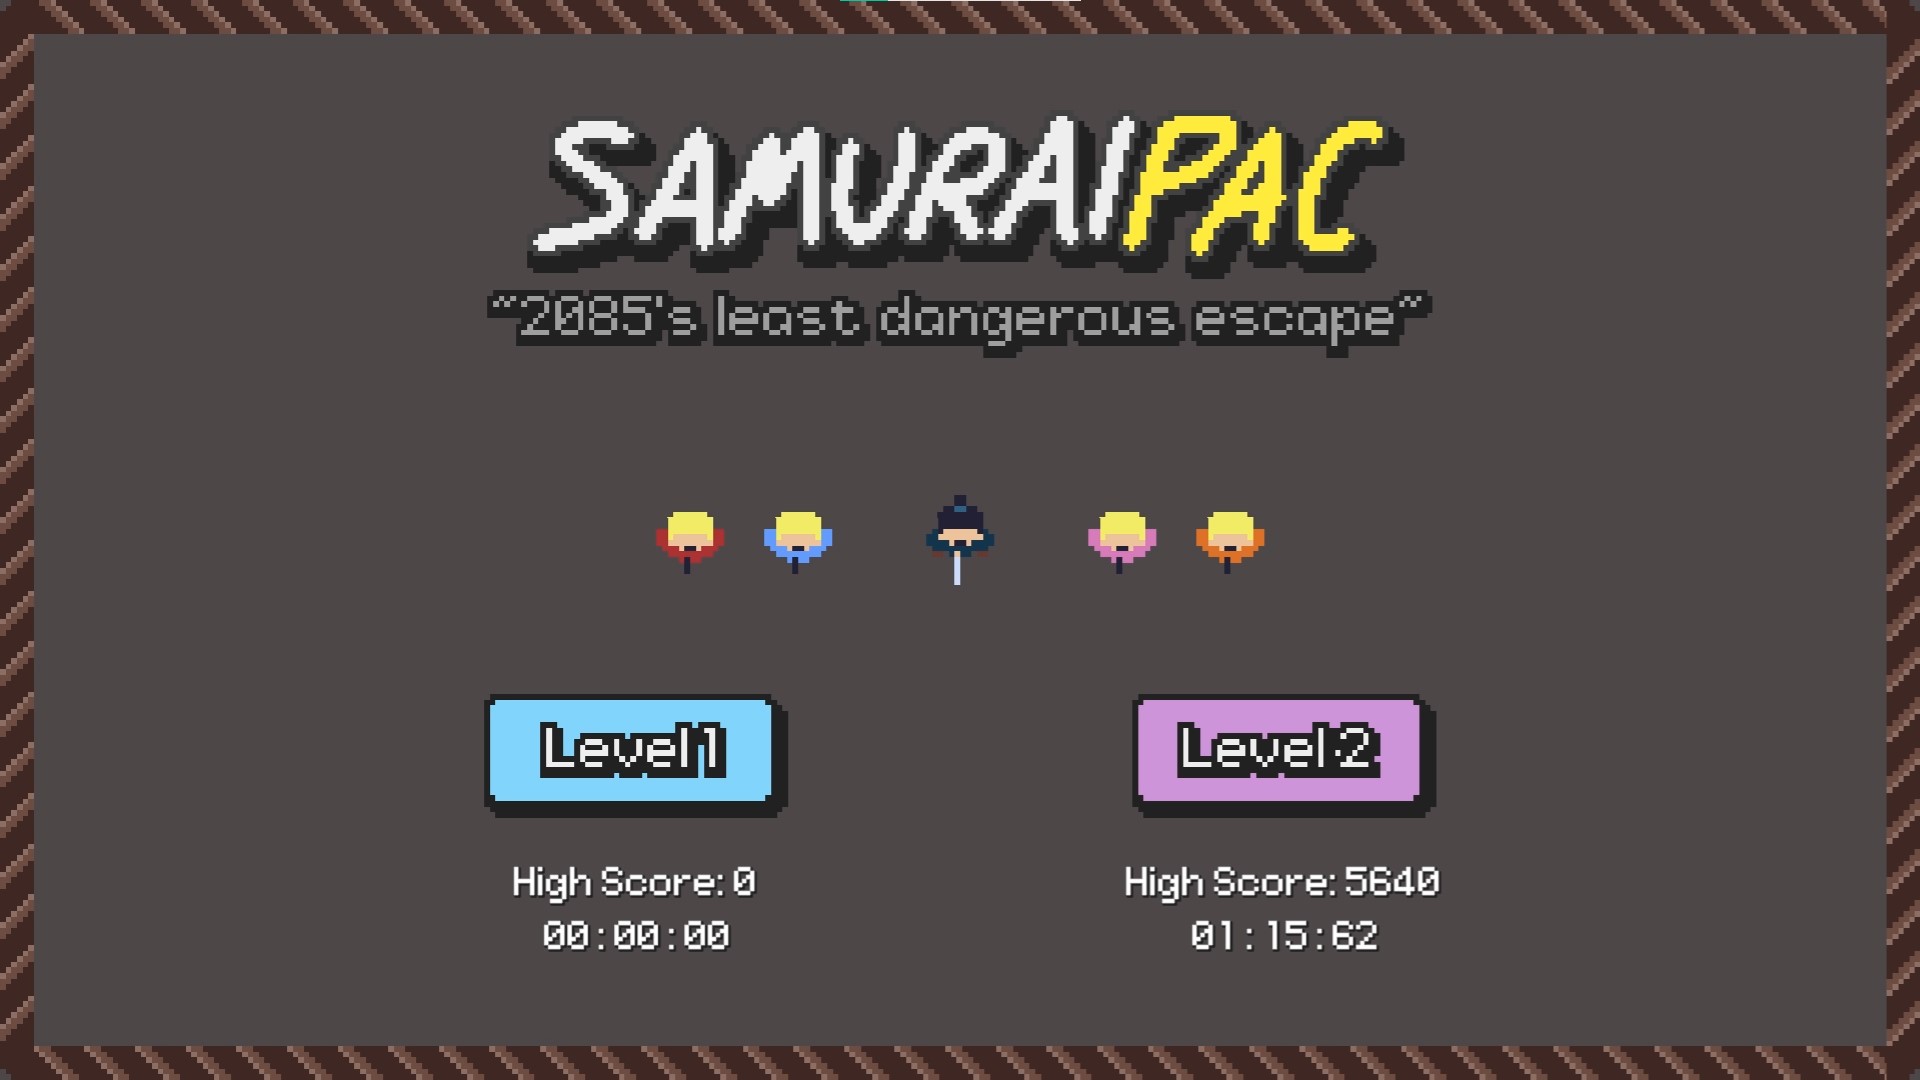 SAMURAIPAC
"2085's least dangerous escape"
Level 1
Level 2
High Score: 0
High Score: 5640
00:00:00
01:15:62